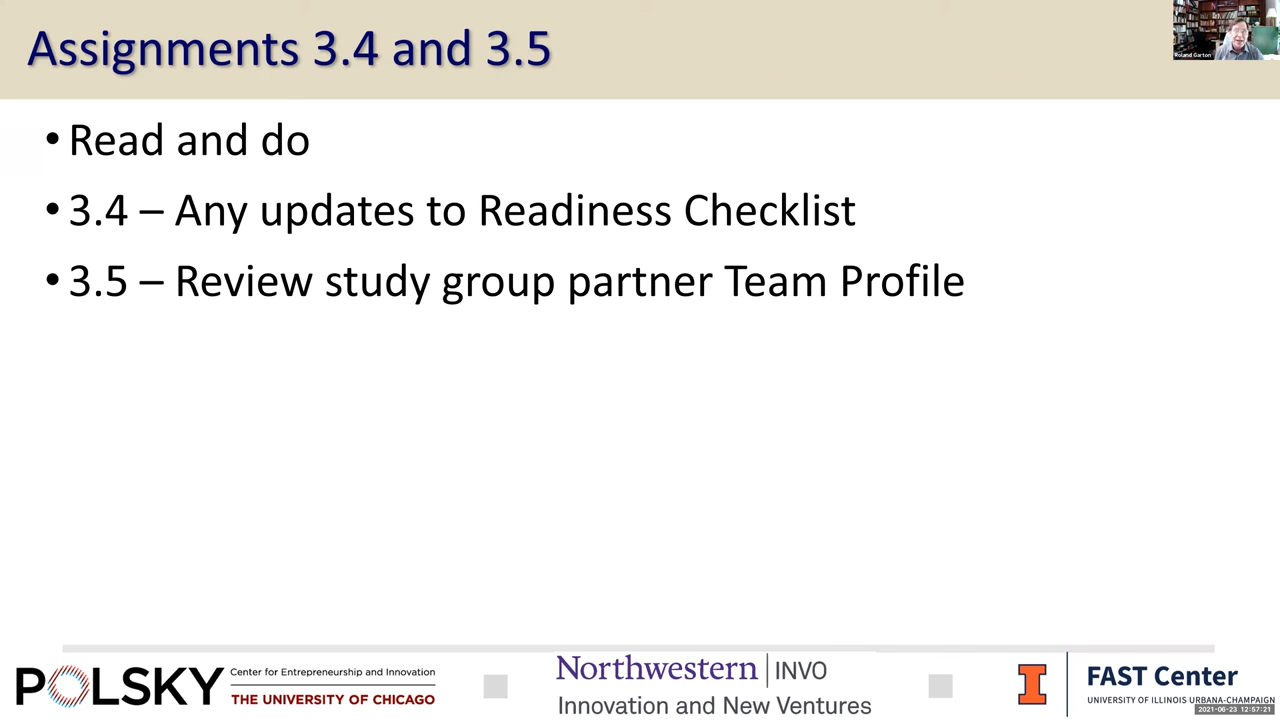 Assignments 3.4 and 3.5
Roland Garton
• Read and do
• 3.4 – Any updates to Readiness Checklist
• 3.5 – Review study group partner Team Profile
POLSKY
Center for Entrepreneurship and Innovation
THE UNIVERSITY OF CHICAGO
Northwestern | INVO
Innovation and New Ventures
I
FAST Center
UNIVERSITY OF ILLINOIS URBANA-CHAMPAIGN
2021-06-23 12:57:21